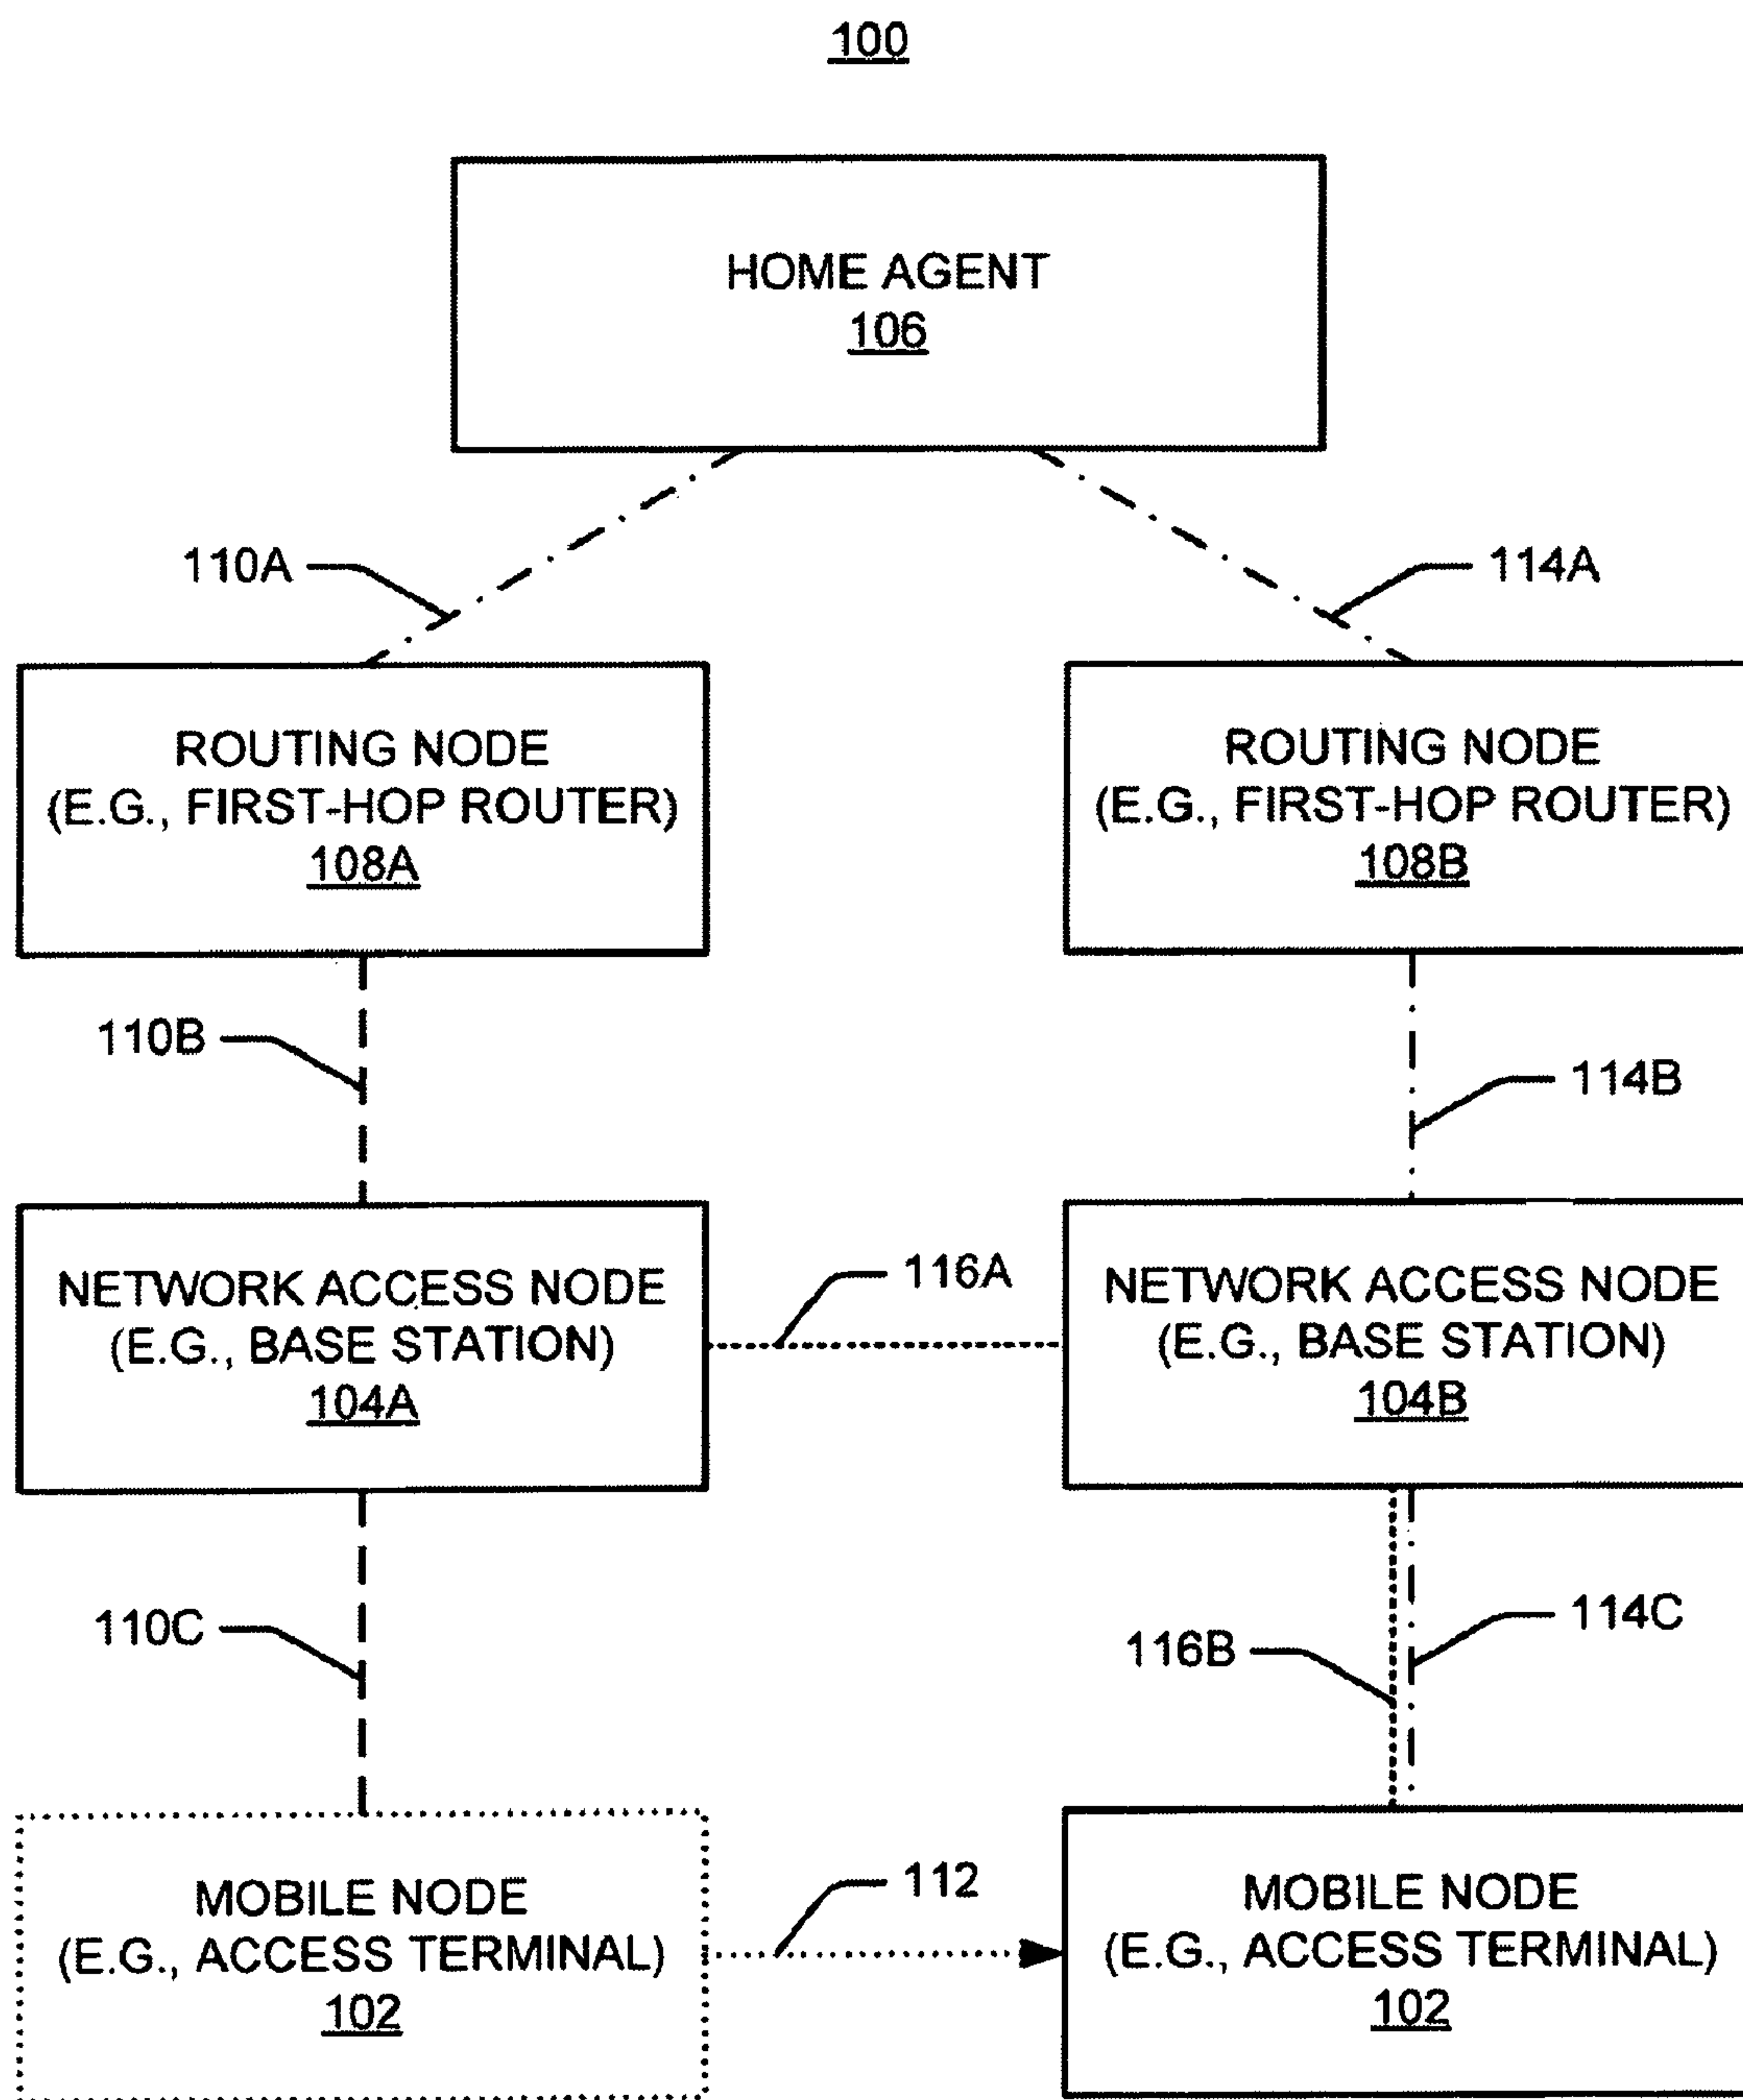 100
HOME AGENT
106
110A
114A
ROUTING NODE
(E.G., FIRST-HOP ROUTER)
108A
ROUTING NODE
(E.G., FIRST-HOP ROUTER)
108B
110B
114B
NETWORK ACCESS NODE
(E.G., BASE STATION)
104A
116A
NETWORK ACCESS NODE
(E.G., BASE STATION)
104B
110C
116B
114C
MOBILE NODE
(E.G., ACCESS TERMINAL)
102
112
MOBILE NODE
(E.G., ACCESS TERMINAL)
102